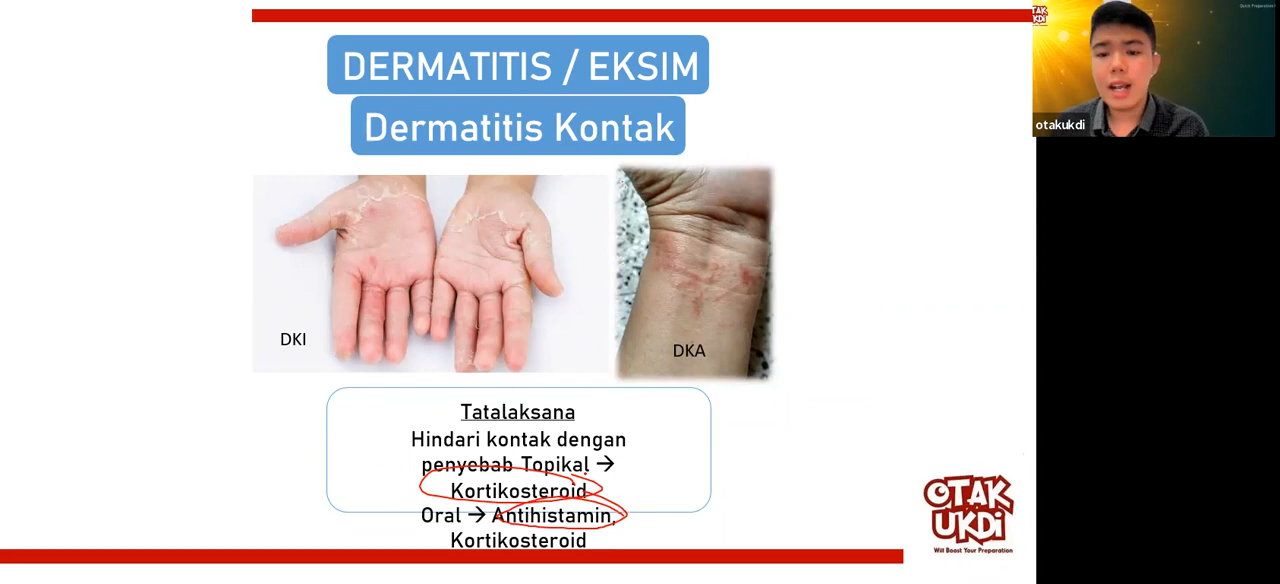 DERMATITIS / EKSIM
Dermatitis Kontak
DKI
DKA
Tatalaksana
Hindari kontak dengan
penyebab Topikal →
Kortikosteroid
Oral → Antihistamin,
Kortikosteroid
otakukdi
OTAK
UKDi
Will Boost Your Preparation